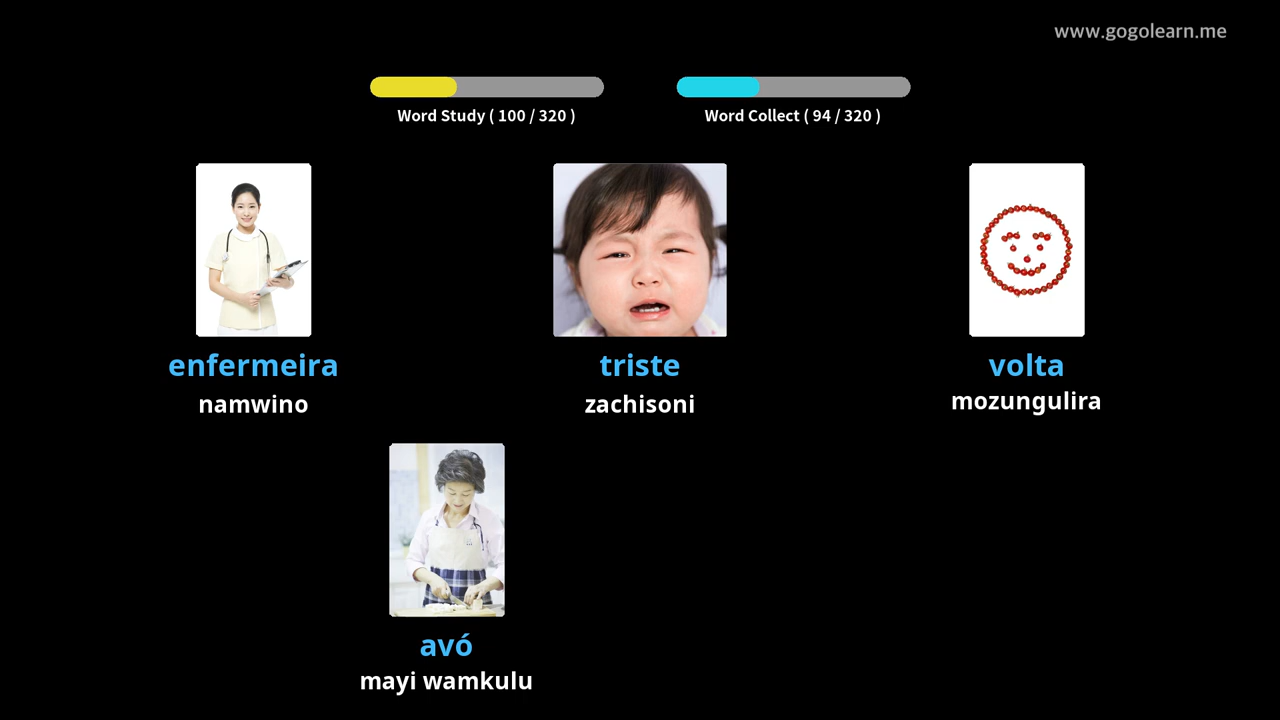 www.gogolearn.me
Word Study ( 100 / 320 )
Word Collect ( 94 / 320 )
enfermeira
namwino
triste
zachisoni
volta
mozungulira
avó
mayi wamkulu